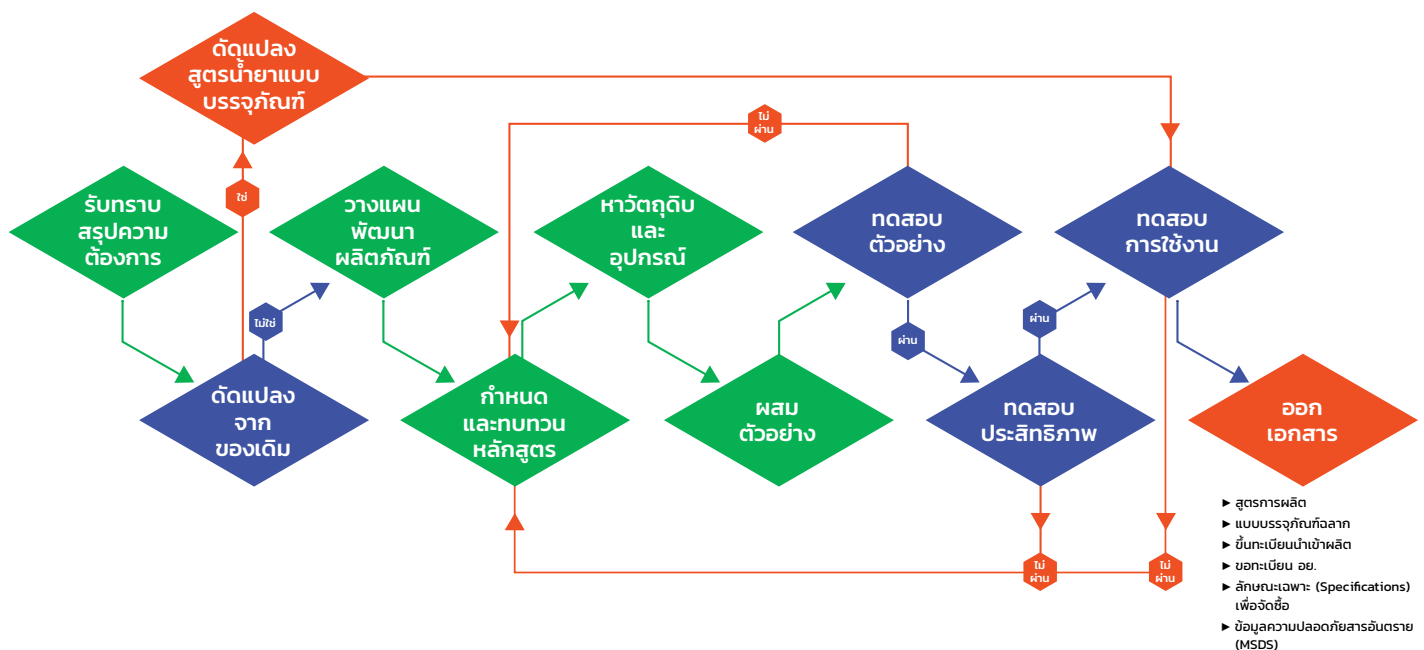 ดัดแปลง
สูตรน้ำยาแบบ
บรรจุภัณฑ์
ไม่
ผ่าน
ใช่
รับทราบ
สรุปความ
ต้องการ
วางแผน
พัฒนา
ผลิตภัณฑ์
หาวัตถุดิบ
และ
อุปกรณ์
ทดสอบ
ตัวอย่าง
ทดสอบ
การใช้งาน
ไม่ใช่
ผ่าน
ผ่าน
ดัดแปลง
จาก
ของเดิม
กำหนด
และทบทวน
หลักสูตร
ผสม
ตัวอย่าง
ทดสอบ
ประสิทธิภาพ
ออก
เอกสาร
ไม่
ผ่าน
ไม่
ผ่าน
► สูตรการผลิต
► แบบบรรจุภัณฑ์ฉลาก
► ขึ้นทะเบียนนำเข้าผลิต
► ขอทะเบียน อย.
► ลักษณะเฉพาะ (Specifications)
เพื่อจัดซื้อ
► ข้อมูลความปลอดภัยสารอันตราย
(MSDS)